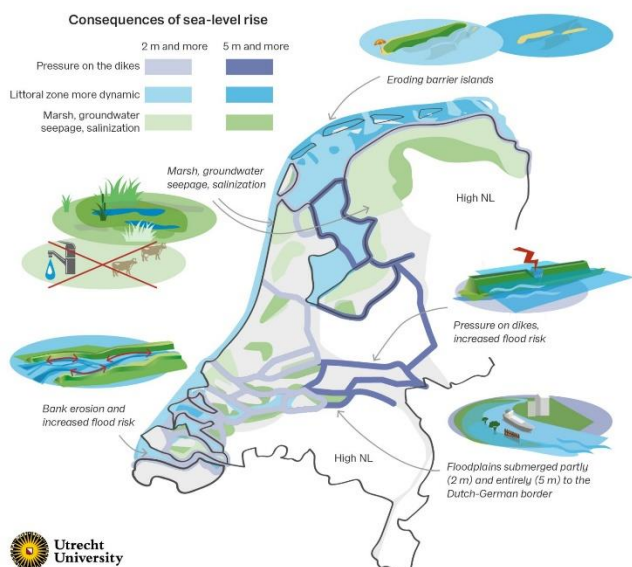 Consequences of sea-level rise
2 m and more
5 m and more
Pressure on the dikes
Littoral zone more dynamic
Marsh, groundwater
seepage, salinization
Eroding barrier islands
Marsh, groundwater
seepage, salinization
High NL
Pressure on dikes,
increased flood risk
Bank erosion and
increased flood risk
High NL
Floodplains submerged partly
(2 m) and entirely (5 m) to the
Dutch-German border
Utrecht
University